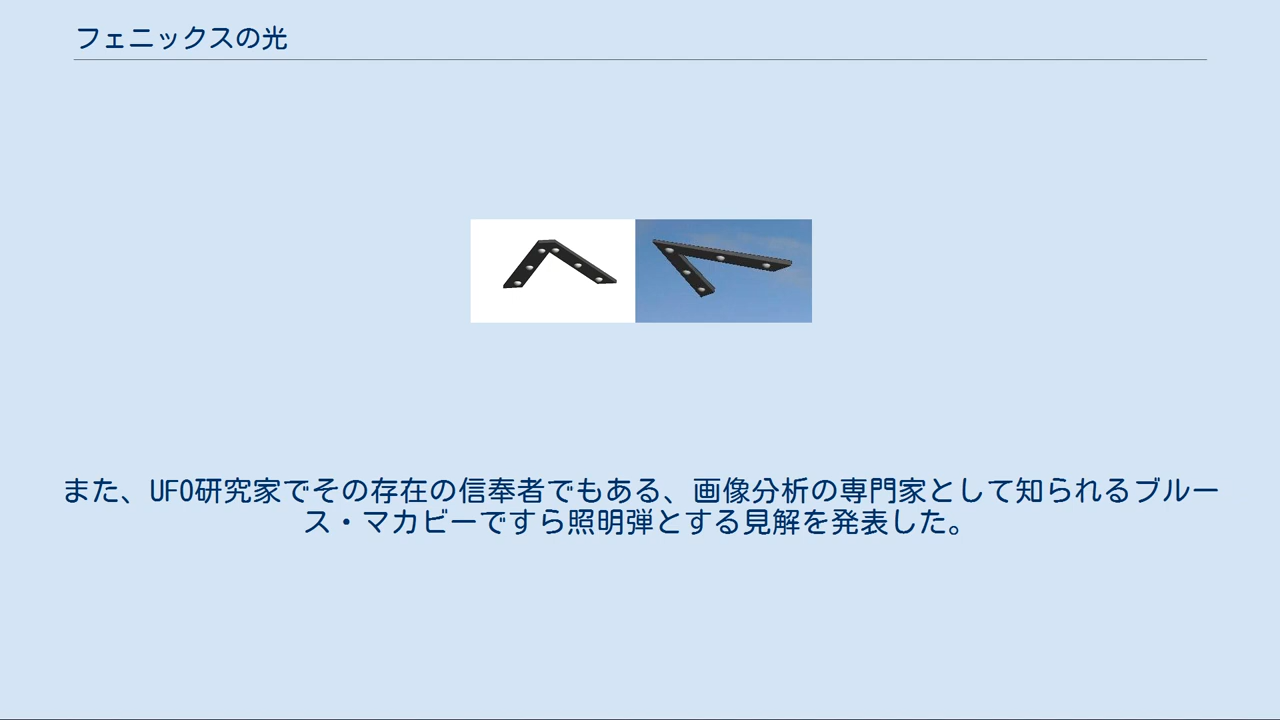 フェニックスの光
また、UFO研究家でその存在の信奉者でもある、画像分析の専門家として知られるブルー
ス・マカビーですら照明弾とする見解を発表した。